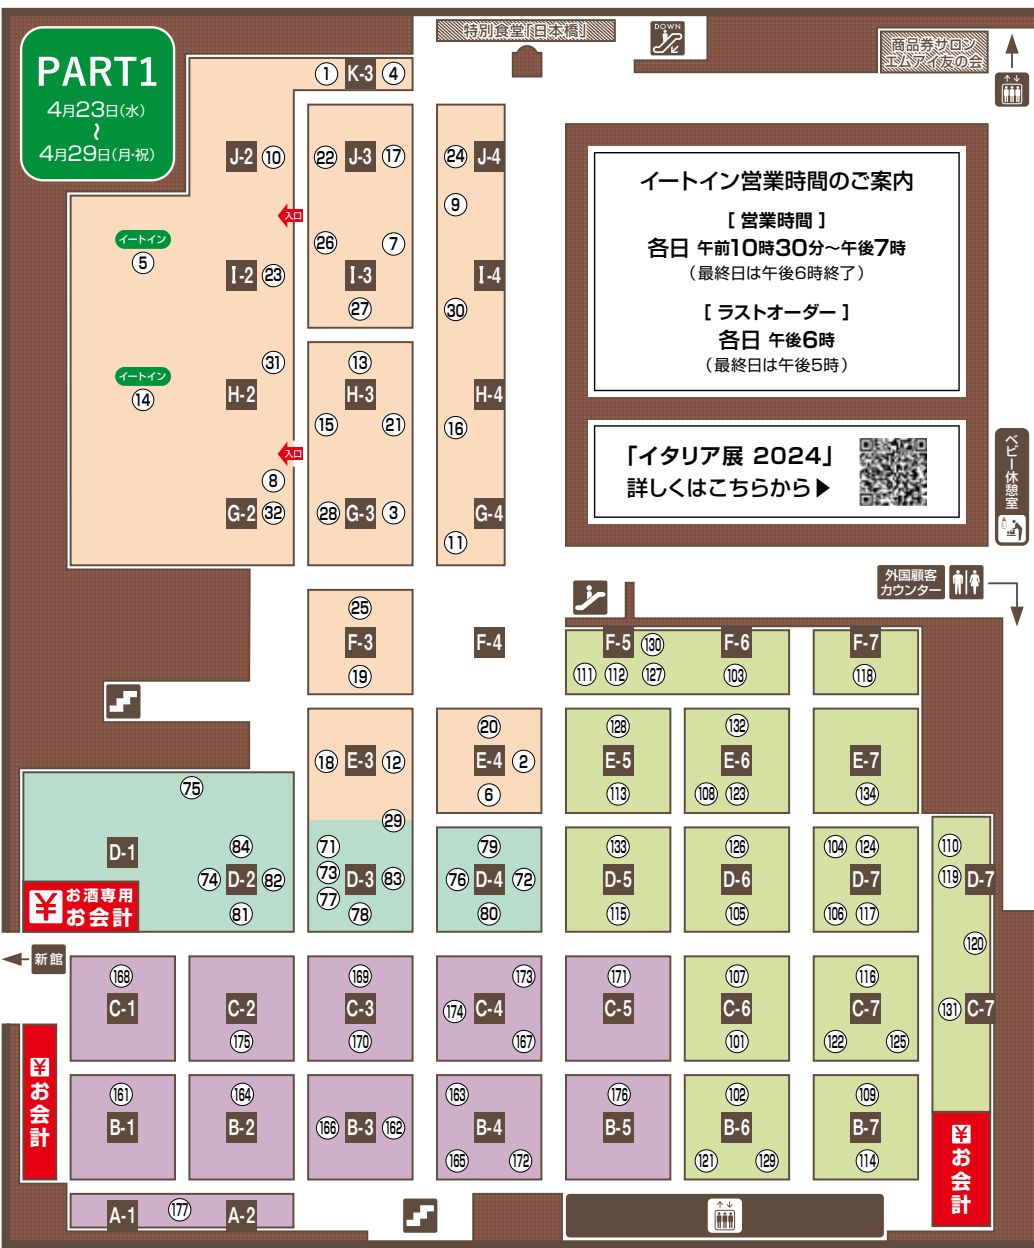 PART1
4月23日(水)
〜
4月29日(月・祝)
特別食堂「日本橋」
DOWN
商品券サロン
エムアイ友の会
① K-3 ④
J-2 ⑩
㉒ J-3 ⑰
㉔ J-4
⑨
入口
イートイン
⑤
㉖ ⑦
I-2 ㉓
I-3
I-4
㉗
㉚
㉛
⑬
イートイン
⑭
H-2
H-3
H-4
⑮ ㉑
⑯
入口
⑧
G-2 ㉜
㉘ G-3 ③
G-4
⑪
イートイン営業時間のご案内
[ 営業時間 ]
各日 午前10時30分〜午後7時
(最終日は午後6時終了)
[ ラストオーダー ]
各日 午後6時
(最終日は午後5時)
「イタリア展 2024」
詳しくはこちらから▶
ベビー休憩室
外国顧客
カウンター
㉕
F-3
⑲
F-4
F-5 130
111 112 127
F-6
103
F-7
118
⑱ E-3 ⑫
⑳
E-4 ②
⑥
128
E-5
113
132
E-6
108 123
E-7
134
㉙
75
D-1
84
74 D-2 82
81
71
73 D-3 83
77
78
79
76 D-4 72
80
133
D-5
115
126
D-6
105
104 124
D-7
106 117
110
119 D-7
120
131 C-7
¥ お酒専用
お会計
新館
168
C-1
C-2
175
169
C-3
170
173
174 C-4
167
171
C-5
107
C-6
101
116
C-7
122 125
¥お会計
161
B-1
164
B-2
166 B-3 162
163
B-4
165 172
176
B-5
102
B-6
121 129
109
B-7
114
¥お会計
A-1 177 A-2